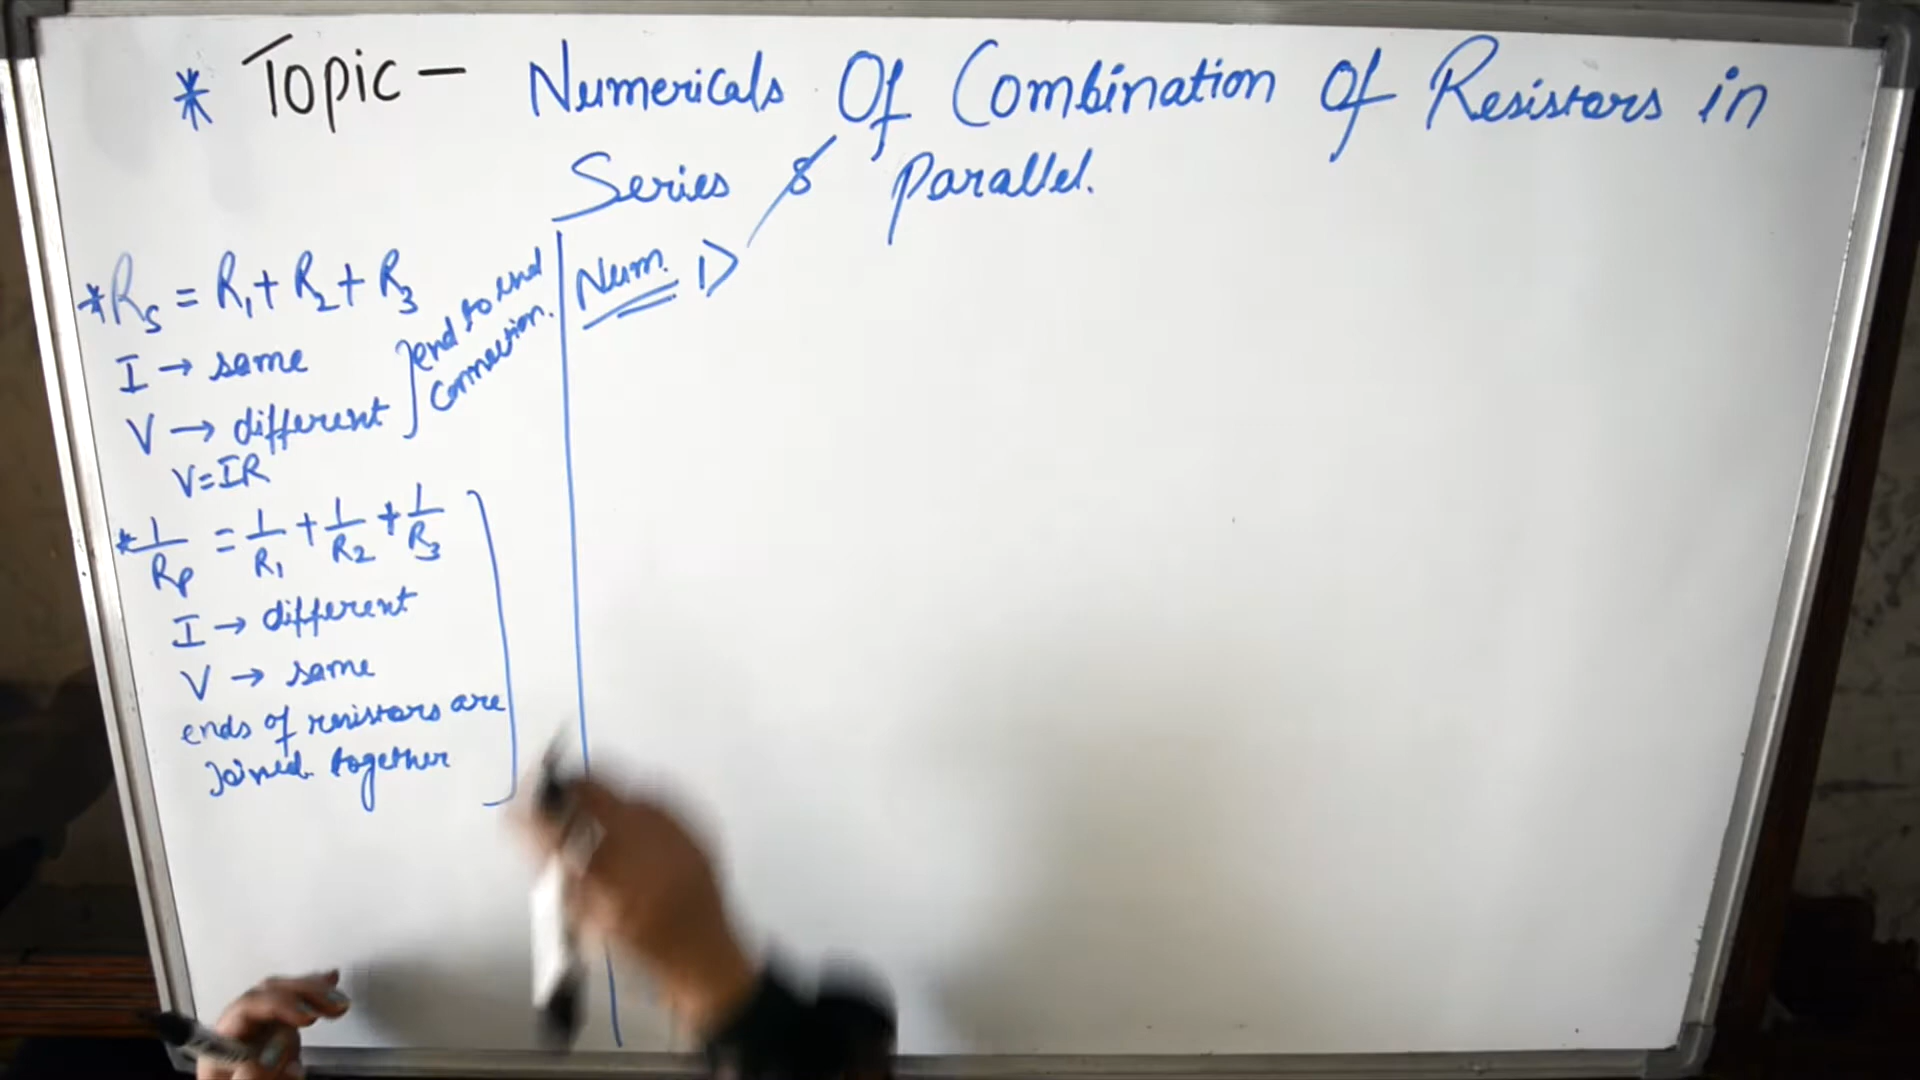 * Topic - Numericals Of Combination Of Resistors in
Series & parallel.
* Rs = R1 + R2 + R3
I → same
V → different
end to end
connection.
V=IR
* 1/Rp = 1/R1 + 1/R2 + 1/R3
I → different
V → same
ends of resistors are
Joined together
Num. 1>